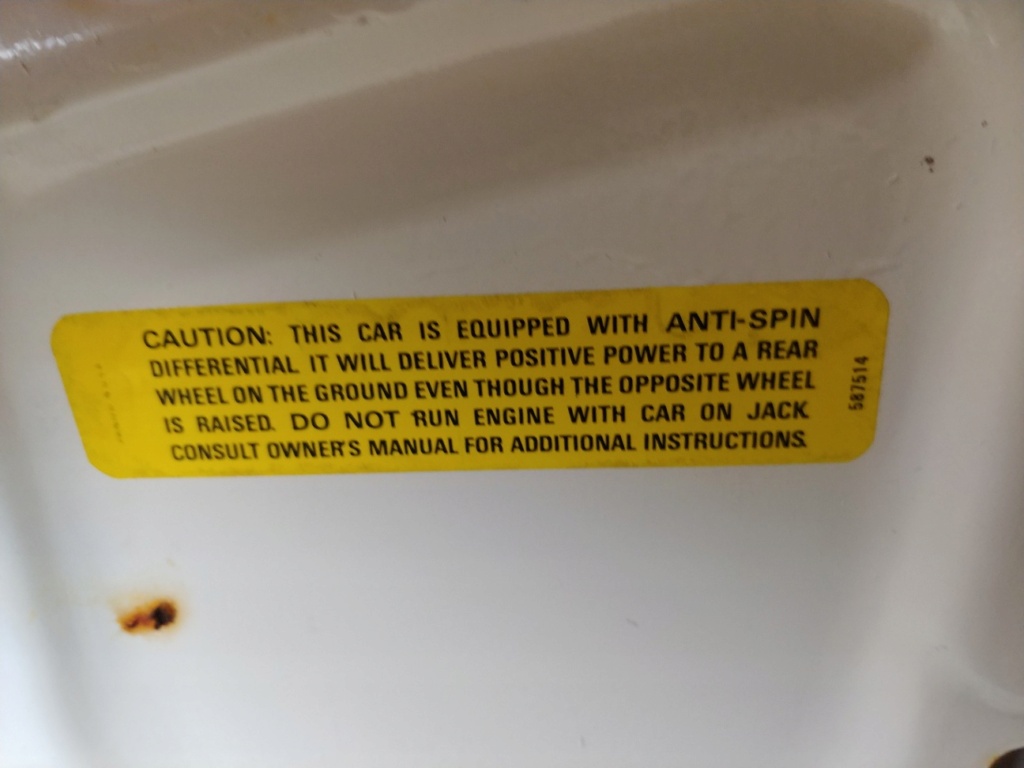 CAUTION: THIS CAR IS EQUIPPED WITH ANTI-SPIN
DIFFERENTIAL. IT WILL DELIVER POSITIVE POWER TO A REAR
WHEEL ON THE GROUND EVEN THOUGH THE OPPOSITE WHEEL
IS RAISED. DO NOT RUN ENGINE WITH CAR ON JACK.
CONSULT OWNER'S MANUAL FOR ADDITIONAL INSTRUCTIONS.
587514